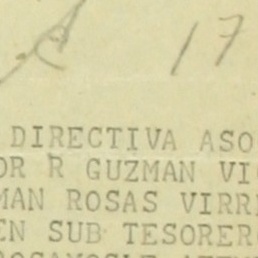 17
DIRECTIVA ASO
OR R GUZMAN VI
MAN ROSAS VIRR
EN SUB TESORER